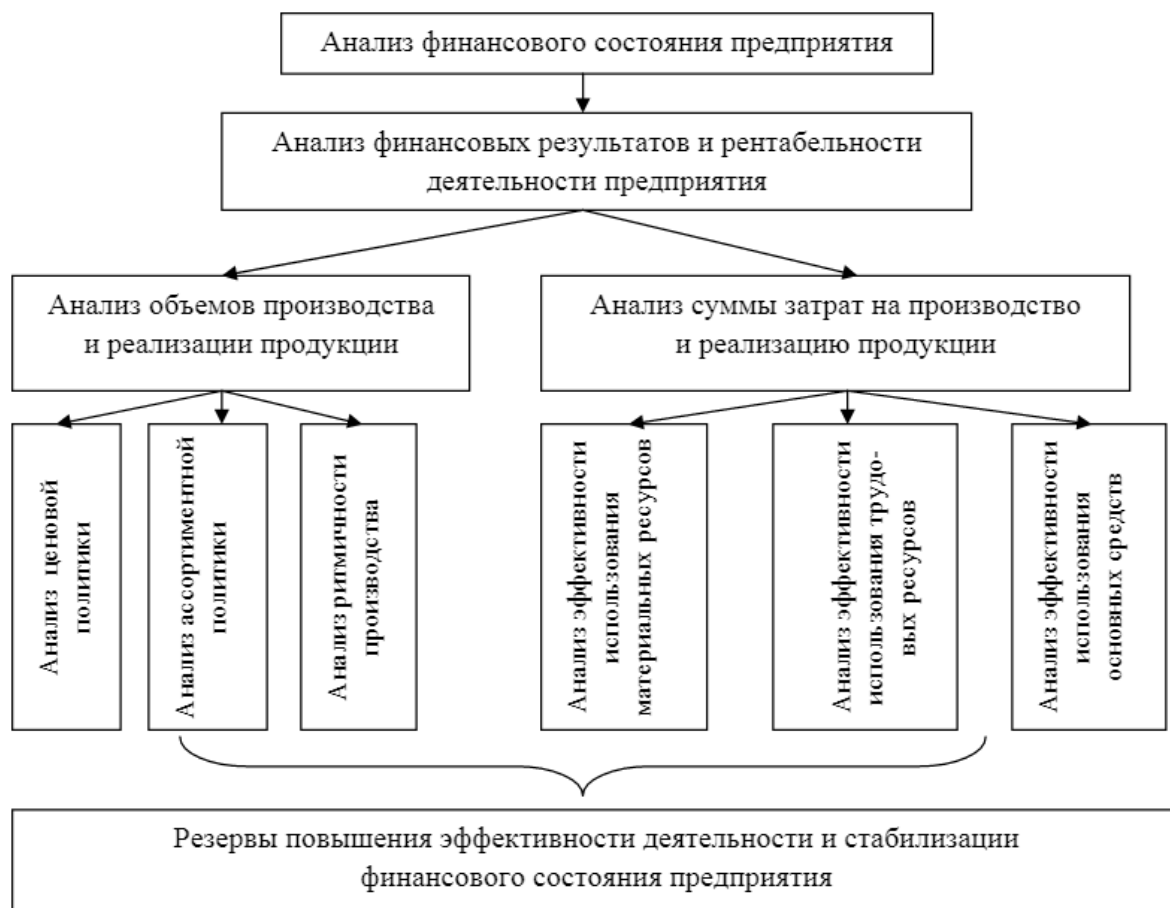 Анализ финансового состояния предприятия
Анализ финансовых результатов и рентабельности
деятельности предприятия
Анализ объемов производства
и реализации продукции
Анализ суммы затрат на производство
и реализацию продукции
Анализ ценовой
политики
Анализ ассортиментной
политики
Анализ ритмичности
производства
Анализ эффективности
использования
материальных ресурсов
Анализ эффективности
использования трудо-
вых ресурсов
Анализ эффективности
использования
основных средств
Резервы повышения эффективности деятельности и стабилизации
финансового состояния предприятия